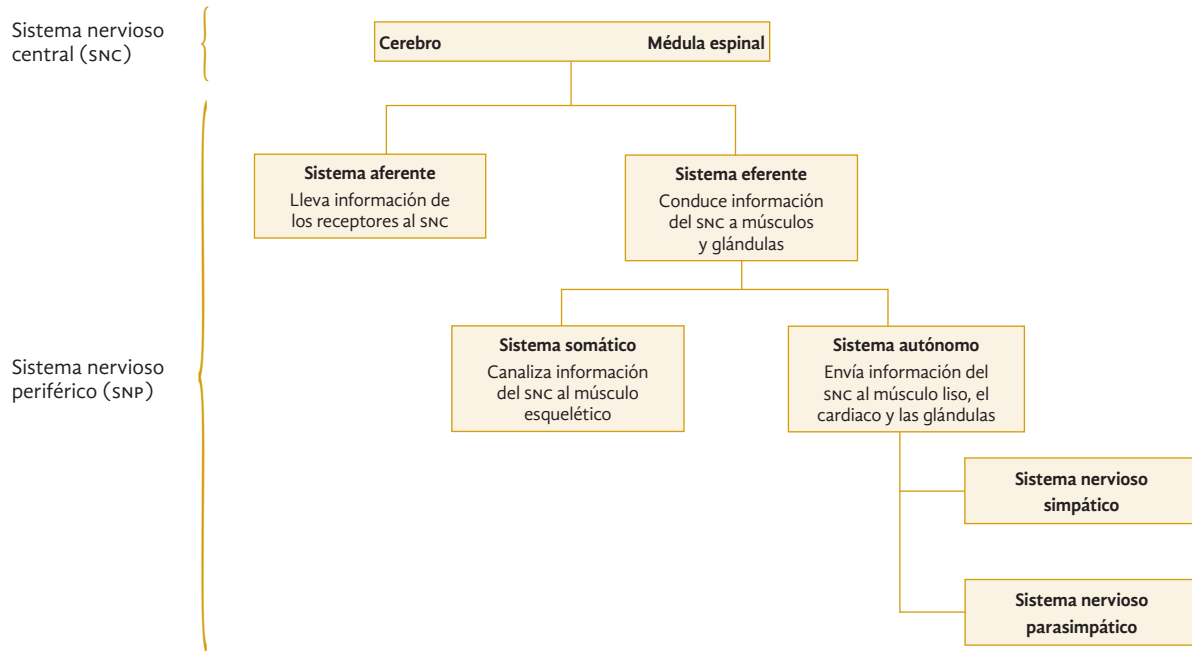 Sistema nervioso
central (SNC)
Cerebro Médula espinal
Sistema aferente
Lleva información de
los receptores al SNC
Sistema eferente
Conduce información
del SNC a músculos
y glándulas
Sistema nervioso
periférico (SNP)
Sistema somático
Canaliza información
del SNC al músculo
esquelético
Sistema autónomo
Envía información del
SNC al músculo liso, el
cardiaco y las glándulas
Sistema nervioso
simpático
Sistema nervioso
parasimpático